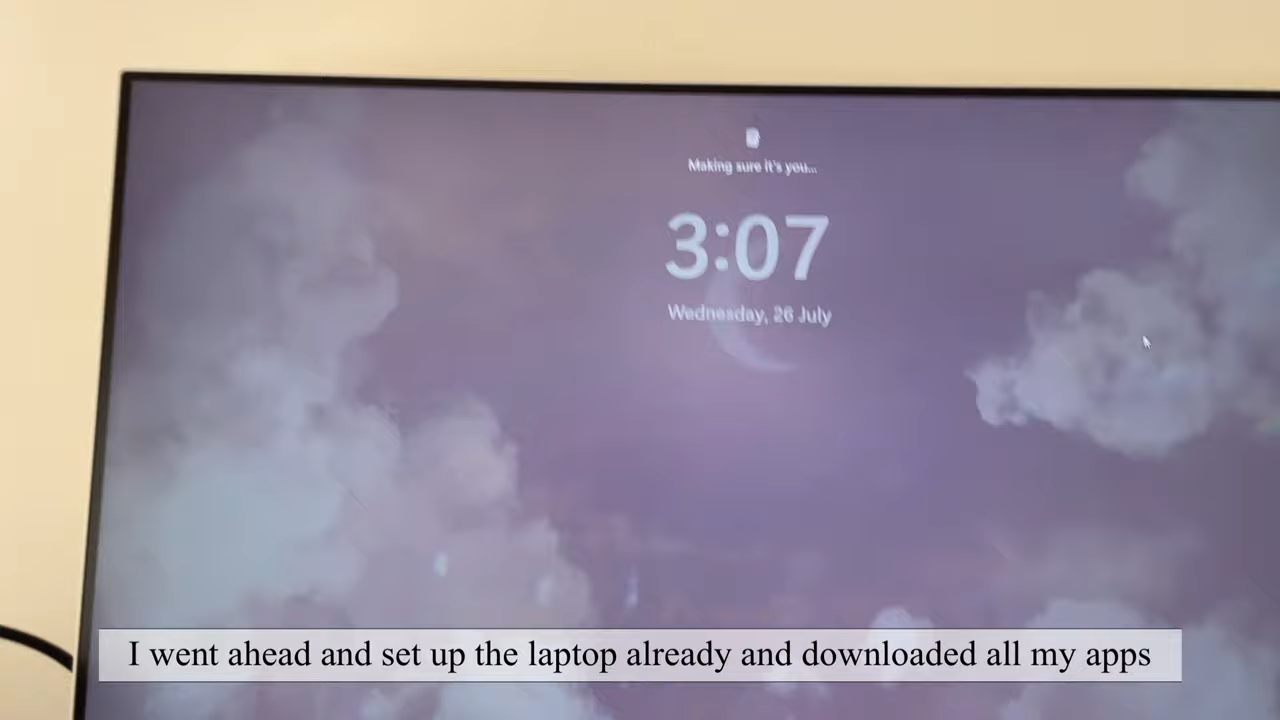 Making sure it's you...
3:07
Wednesday, 26 July
I went ahead and set up the laptop already and downloaded all my apps